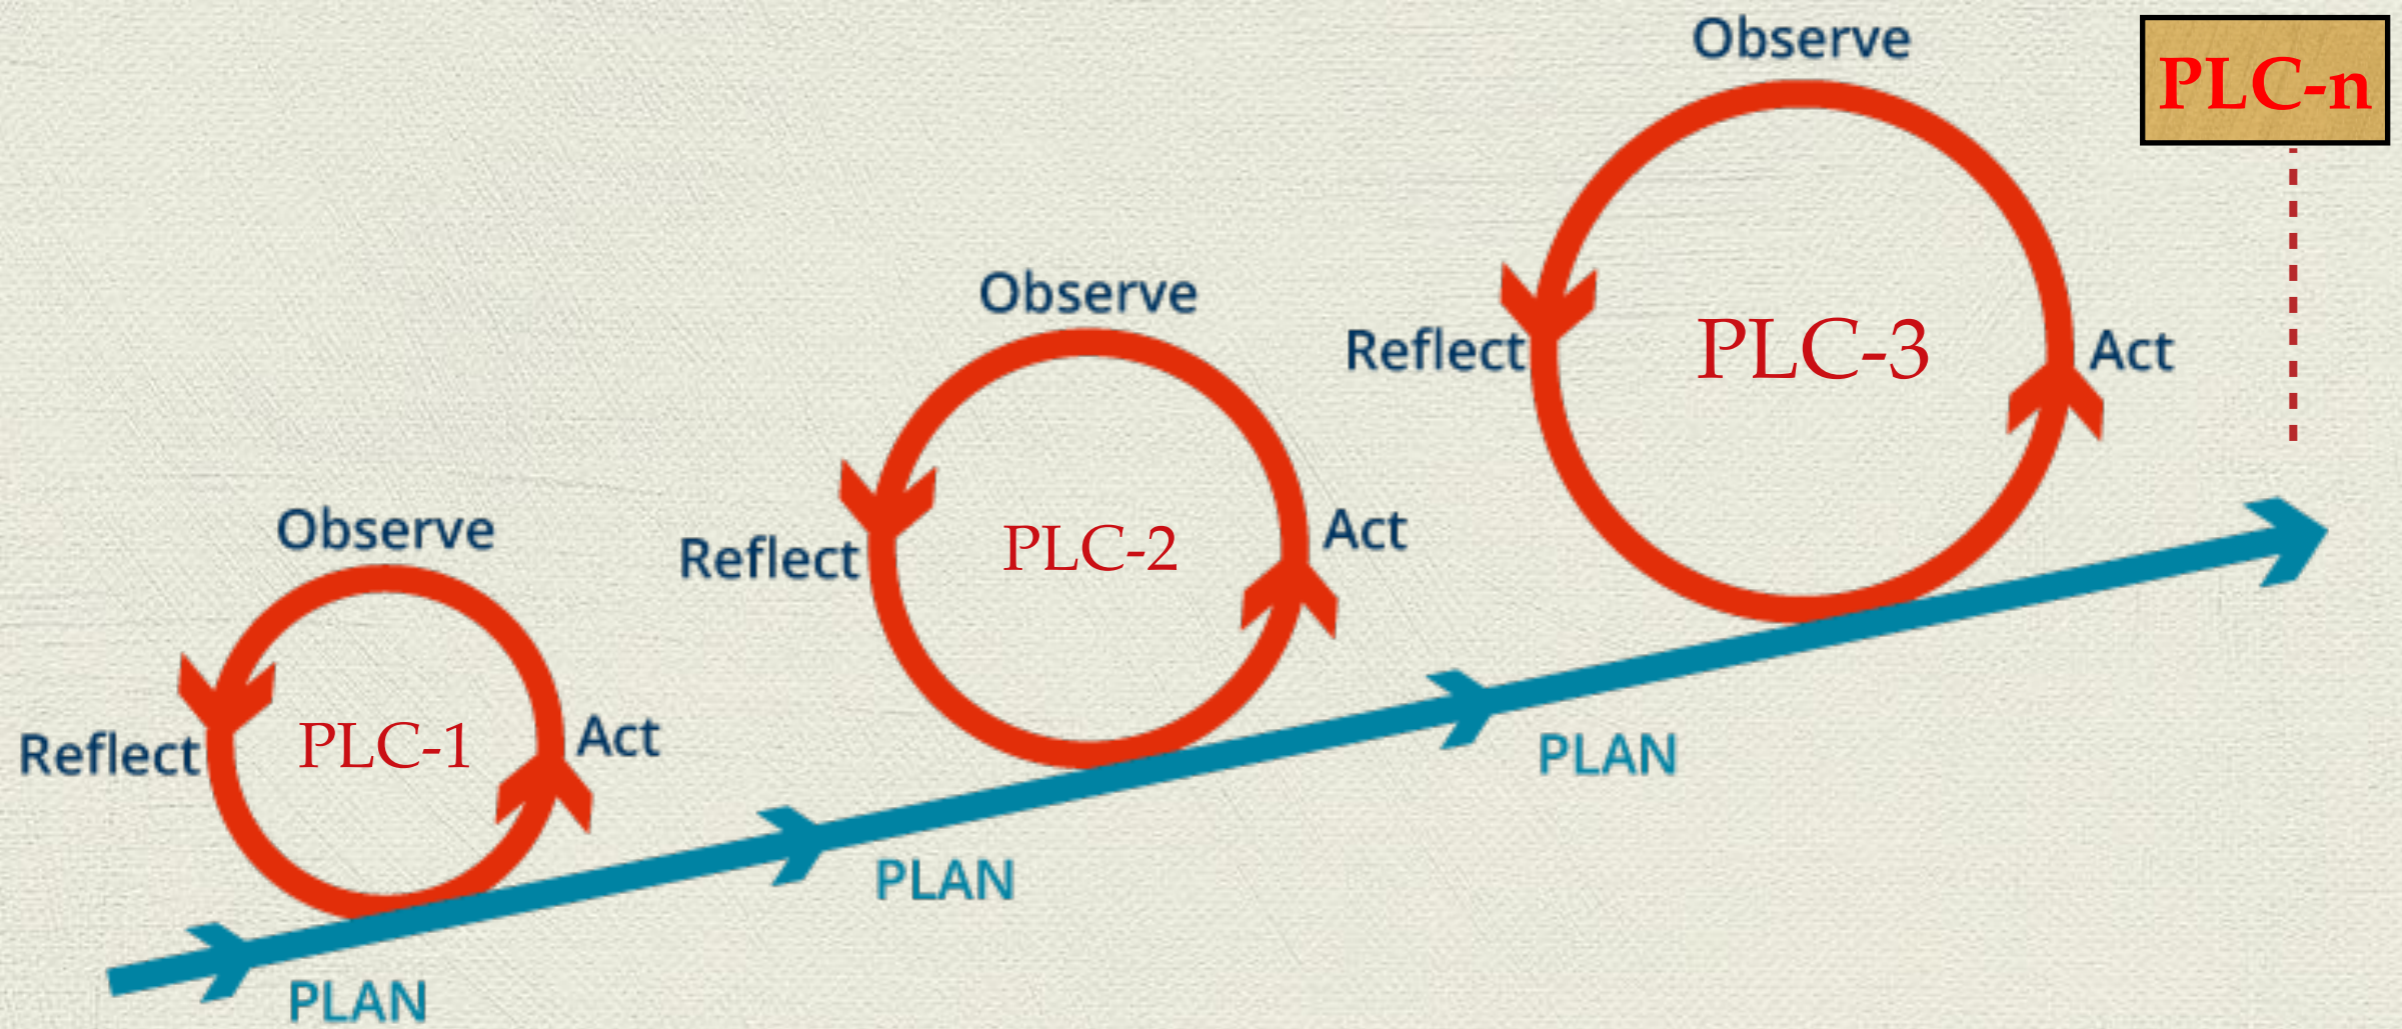 Observe
PLC-n
Observe
Reflect
PLC-3
Act
Observe
Reflect
PLC-2
Act
Reflect
PLC-1
Act
PLAN
PLAN
PLAN